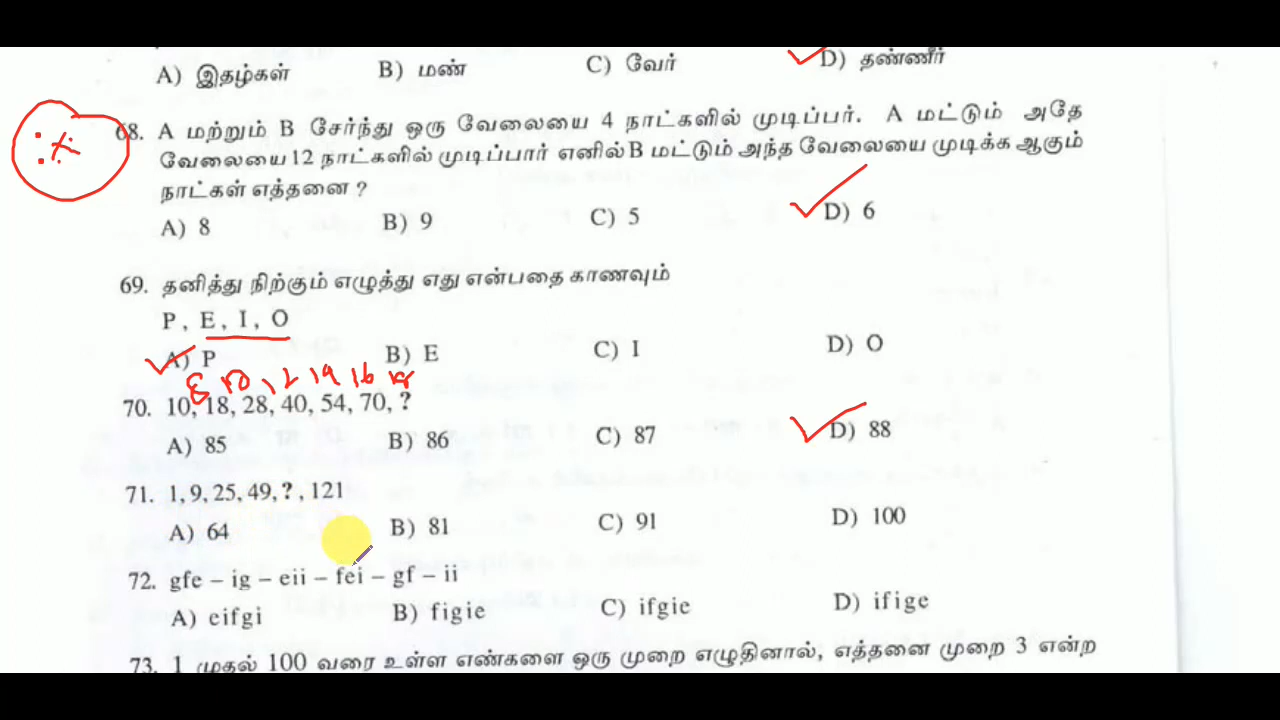 A) இதழ்கள் B) மண் C) வேர் D) தண்ணீர்
68. A மற்றும் B சேர்ந்து ஒரு வேலையை 4 நாட்களில் முடிப்பர். A மட்டும் அதே
வேலையை 12 நாட்களில் முடிப்பார் எனில் B மட்டும் அந்த வேலையை முடிக்க ஆகும்
நாட்கள் எத்தனை ?
A) 8 B) 9 C) 5 D) 6
69. தனித்து நிற்கும் எழுத்து எது என்பதை காணவும்
P , E , I , O
A) P B) E C) I D) O
8 10 12 14 16 18
70. 10, 18, 28, 40, 54, 70, ?
A) 85 B) 86 C) 87 D) 88
71. 1, 9, 25, 49, ? , 121
A) 64 B) 81 C) 91 D) 100
72. gfe – ig – eii – fei – gf – ii
A) eifgi B) figie C) ifgie D) ifige
73. 1 முதல் 100 வரை உள்ள எண்களை ஒரு முறை எழுதினால், எத்தனை முறை 3 என்ற